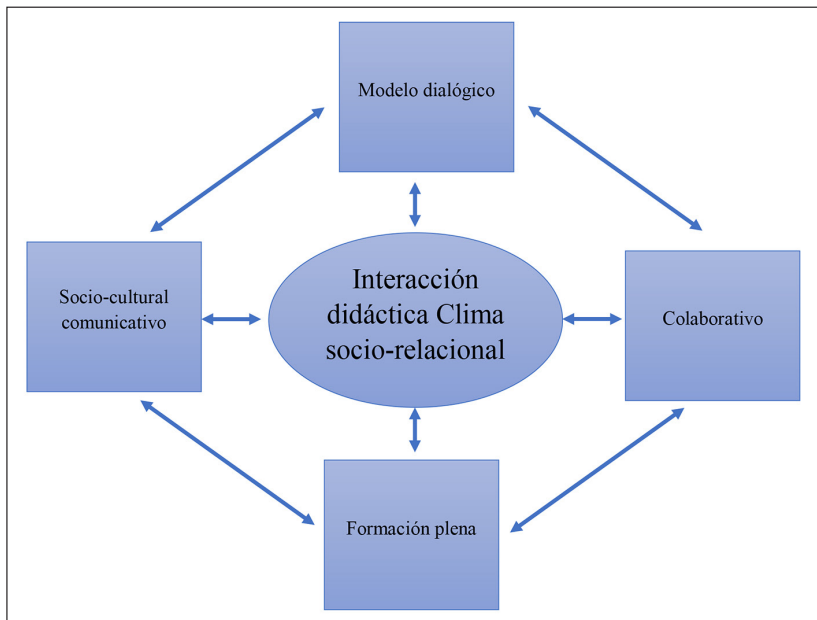 Modelo dialógico
Socio-cultural
comunicativo
Interacción
didáctica Clima
socio-relacional
Colaborativo
Formación plena